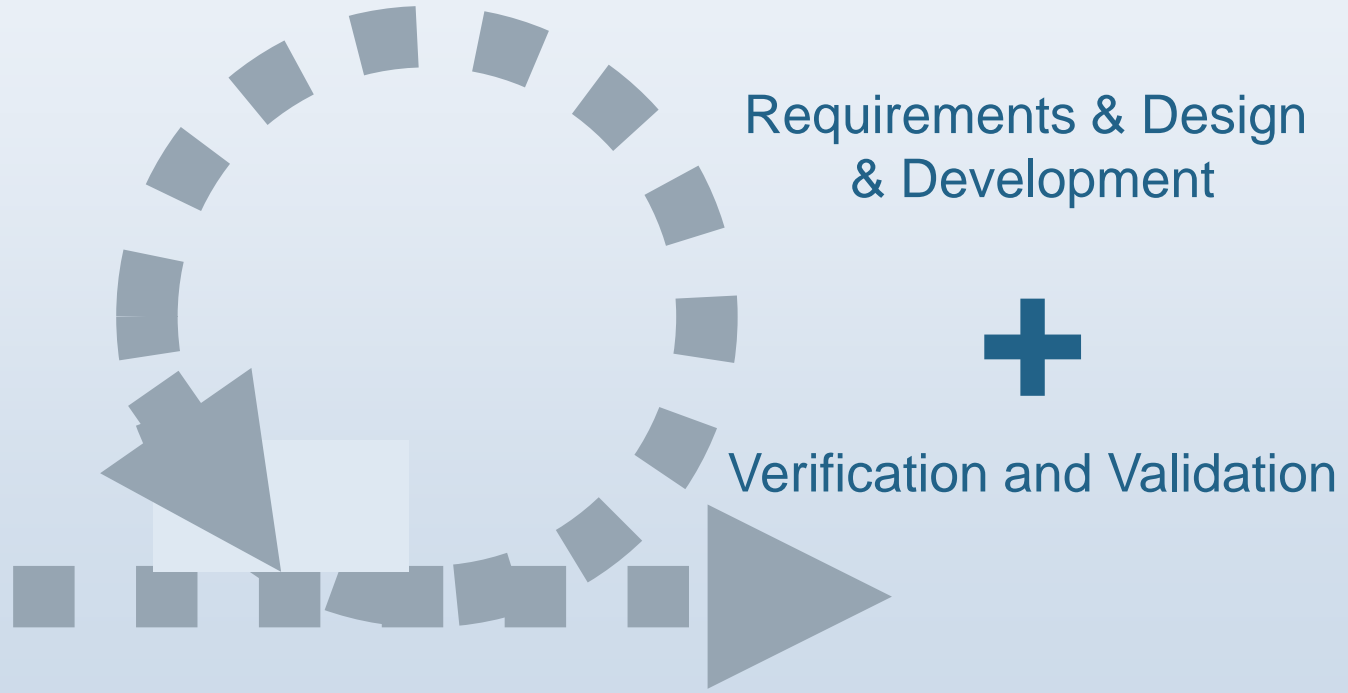 Requirements & Design
& Development
Verification and Validation